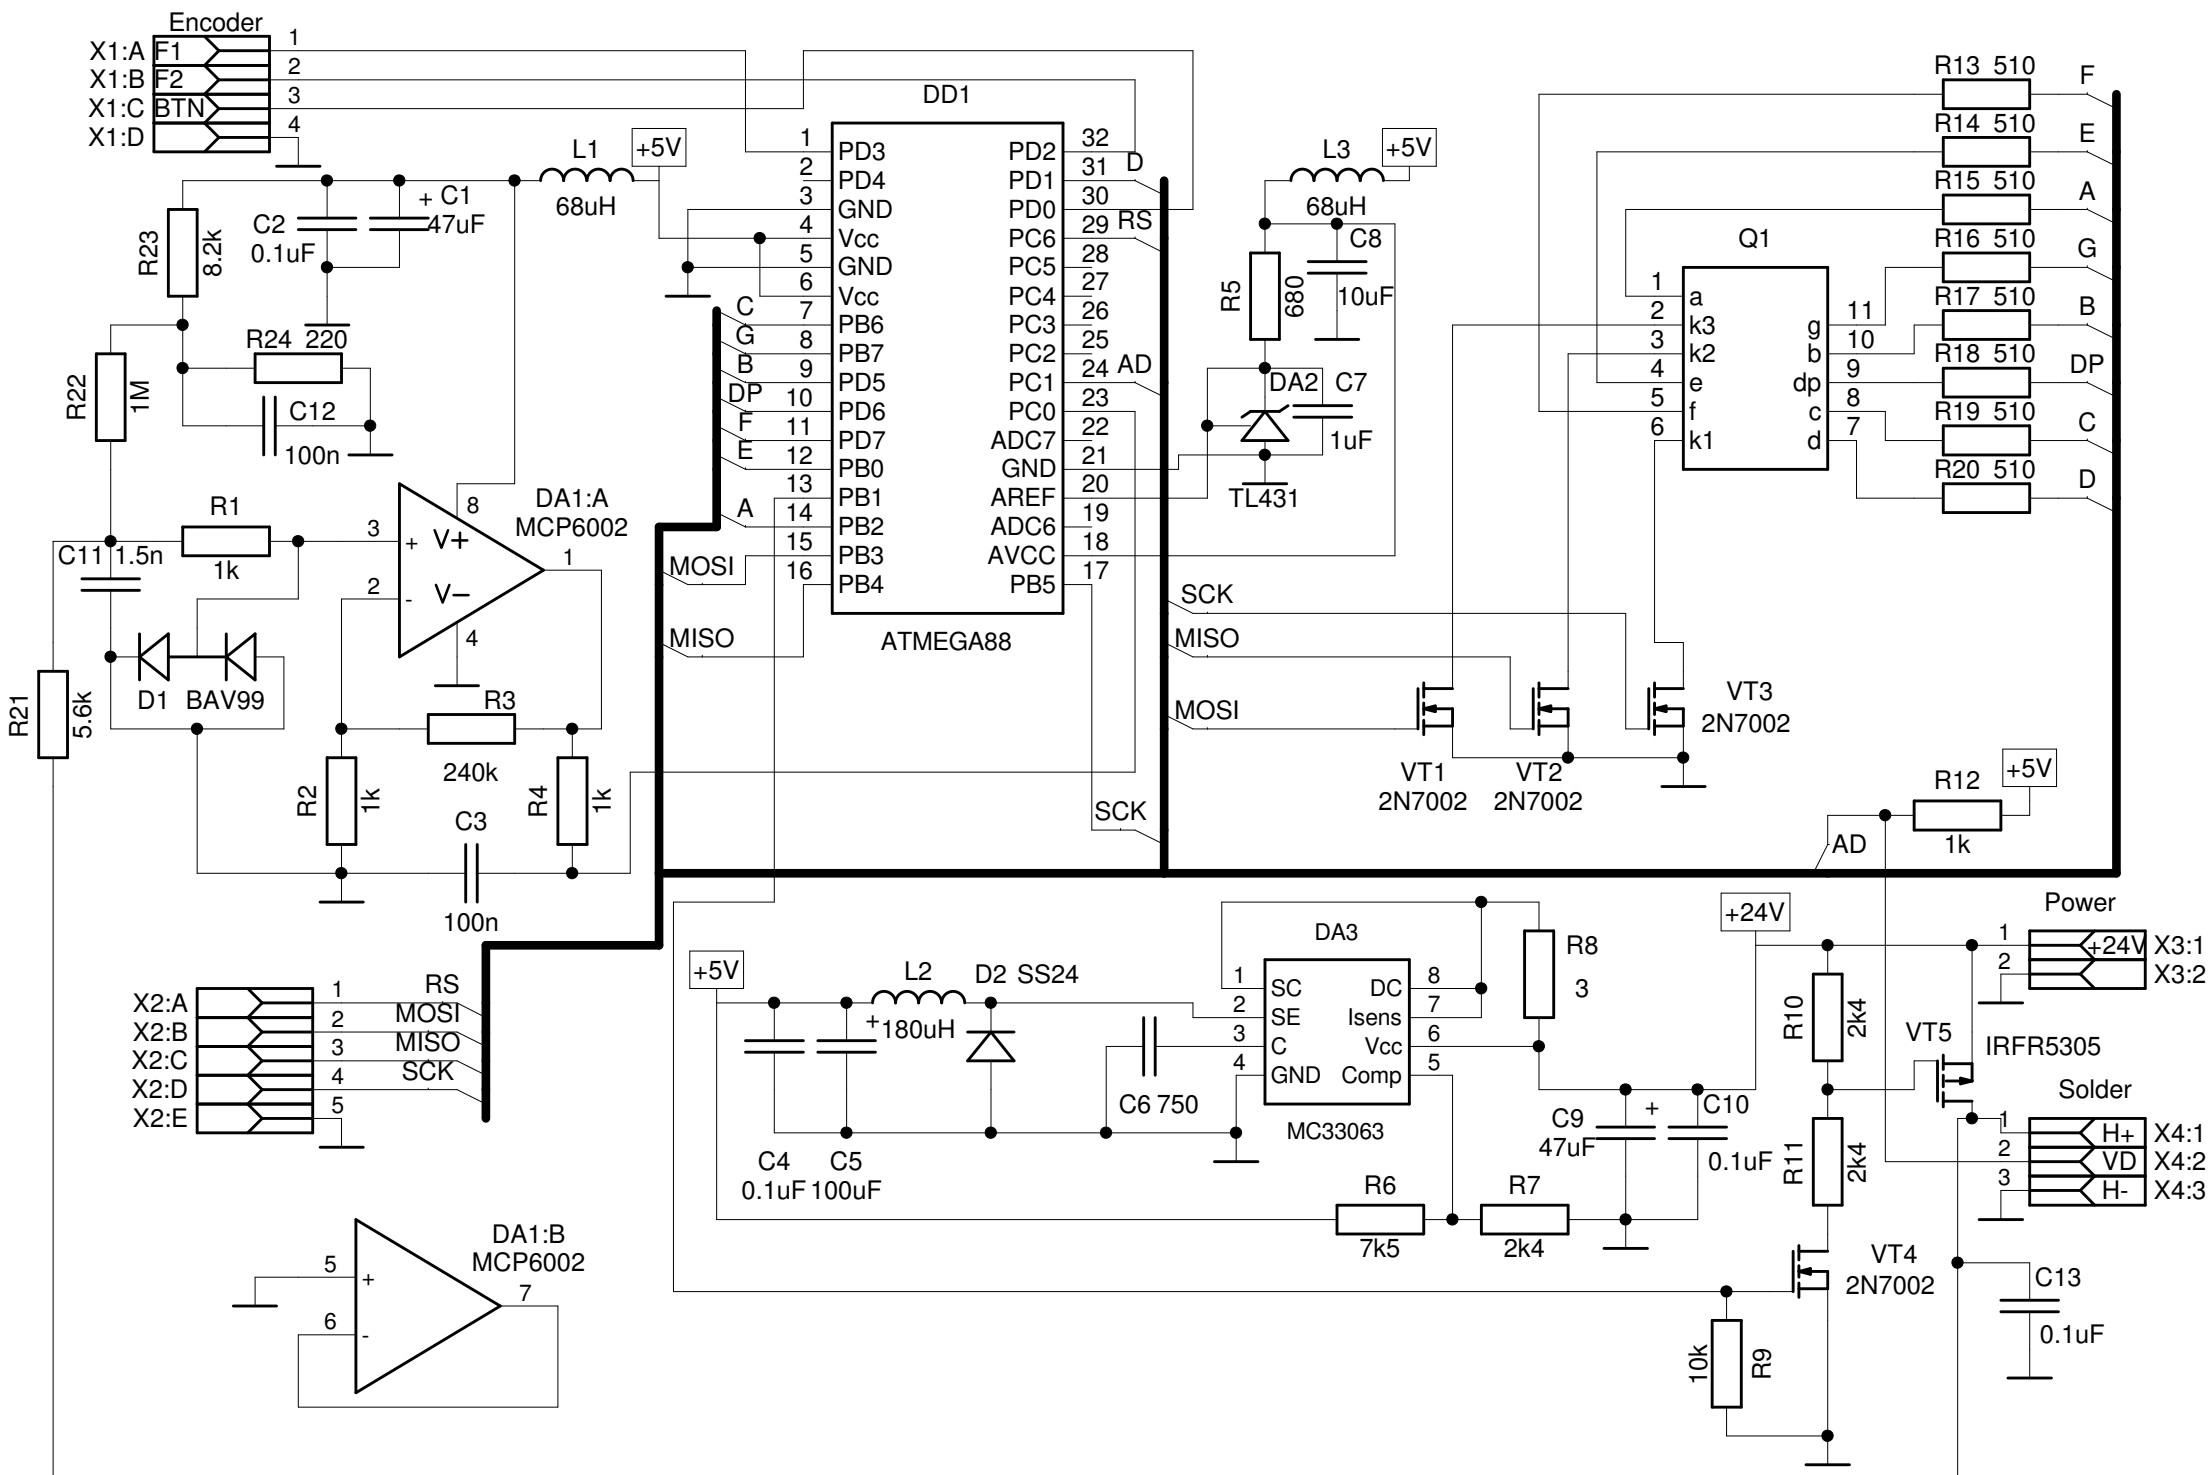 Encoder
X1:A F1 1
X1:B F2 2
X1:C BTN 3
X1:D 4
L1
+5V
68uH
C2
0.1uF
+ C1
47uF
R23
8.2k
R24 220
R22
1M
C12
100n
R1
1k
C11 1.5n
D1 BAV99
R21
5.6k
DA1:A
MCP6002
3 + V+ 8
2 - V− 4
1
R3
240k
R2
1k
R4
1k
C3
100n
DD1
1 PD3 PD2 32
2 PD4 PD1 31 D
3 GND PD0 30
4 Vcc PC6 29 RS
5 GND PC5 28
6 Vcc PC4 27
C 7 PB6 PC3 26
G 8 PB7 PC2 25
B 9 PD5 PC1 24 AD
DP 10 PD6 PC0 23
F 11 PD7 ADC7 22
E 12 PB0 GND 21
13 PB1 AREF 20
A 14 PB2 ADC6 19
MOSI 15 PB3 AVCC 18
MISO 16 PB4 PB5 17
ATMEGA88
L3
+5V
68uH
C8
10uF
R5
680
DA2
C7
1uF
TL431
SCK
MISO
MOSI
SCK
Q1
1 a
2 k3 g 11
3 k2 b 10
4 e dp 9
5 f c 8
6 k1 d 7
R13 510 F
R14 510 E
R15 510 A
R16 510 G
R17 510 B
R18 510 DP
R19 510 C
R20 510 D
VT1
2N7002
VT2
2N7002
VT3
2N7002
R12
1k
+5V
AD
X2:A 1 RS
X2:B 2 MOSI
X2:C 3 MISO
X2:D 4 SCK
X2:E 5
DA1:B
MCP6002
5 +
6 -
7
+5V
L2
+
180uH
D2 SS24
C4
0.1uF
C5
100uF
C6 750
DA3
1 SC DC 8
2 SE Isens 7
3 C Vcc 6
4 GND Comp 5
MC33063
R8
3
R6
7k5
R7
2k4
C9
47uF
+
C10
0.1uF
+24V
R10
2k4
R11
2k4
VT5
IRFR5305
VT4
2N7002
R9
10k
C13
0.1uF
Power
1 +24V X3:1
2 X3:2
Solder
1 H+ X4:1
2 VD X4:2
3 H- X4:3